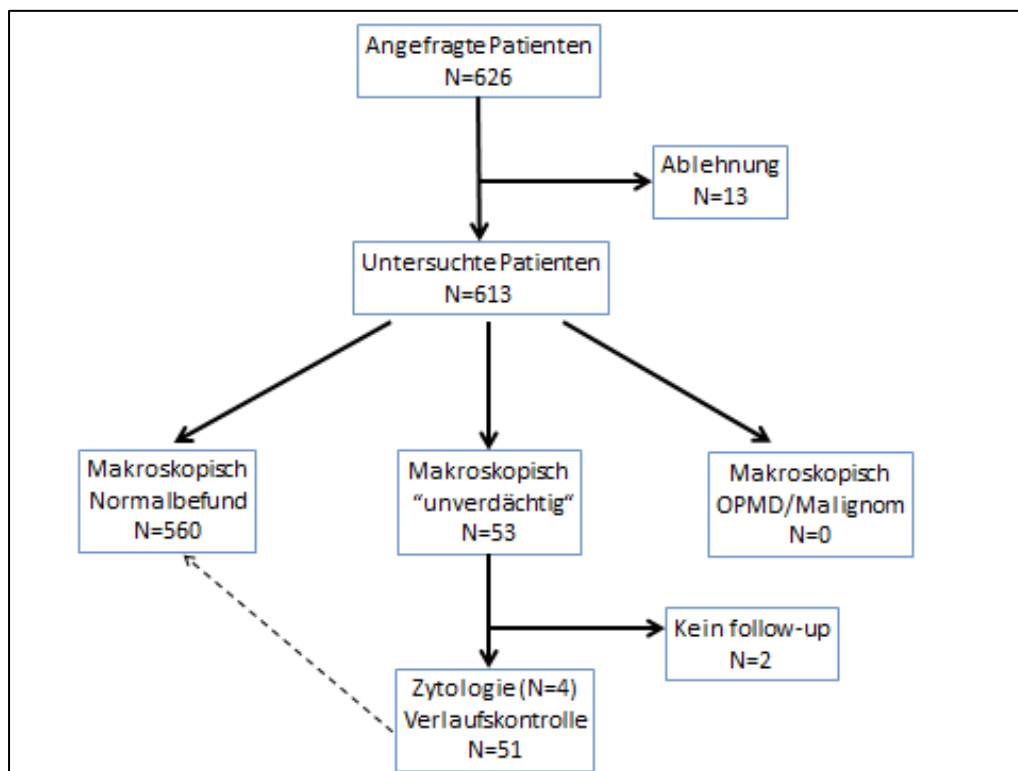 Angefragte Patienten
N=626
Ablehnung
N=13
Untersuchte Patienten
N=613
Makroskopisch
Normalbefund
N=560
Makroskopisch
“unverdächtig“
N=53
Makroskopisch
OPMD/Malignom
N=0
Kein follow-up
N=2
Zytologie (N=4)
Verlaufskontrolle
N=51